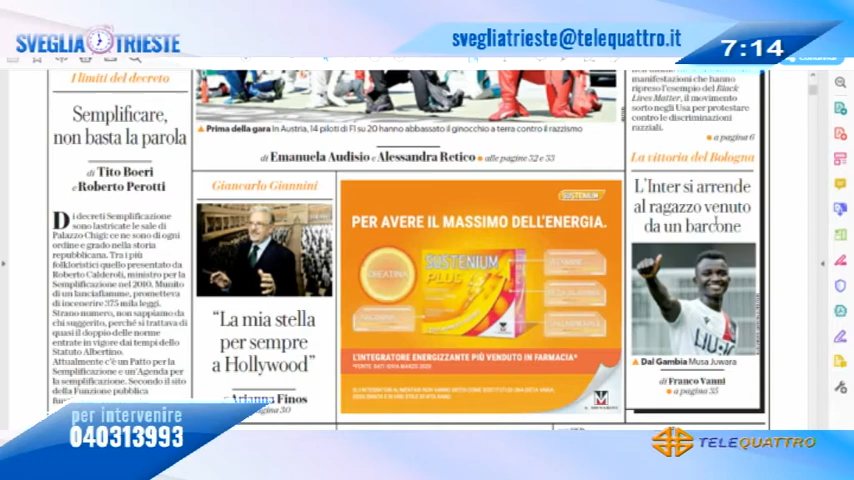 SVEGLIA TRIESTE
svegliatrieste@telequattro.it
7:14
I limiti del decreto
Semplificare,
non basta la parola
di Tito Boeri
e Roberto Perotti
Di decreti Semplificazione
sono lastricate le sale di
Palazzo Chigi: ce ne sono di ogni
ordine e grado nella storia
repubblicana. Tra i più
folkloristici quello presentato da
Roberto Calderoli, ministro per la
Semplificazione nel 2010. Munito
di un lanciafiamme, prometteva
di incenerire 375 mila leggi.
Strano numero, non sappiamo da
chi suggerito, perché si trattava di
quasi il doppio delle norme
entrate in vigore dai tempi dello
Statuto Albertino.
Attualmente c'è un Patto per la
Semplificazione e un'Agenda per
la semplificazione. Secondo il sito
della Funzione pubblica
Prima della gara In Austria, 14 piloti di F1 su 20 hanno abbassato il ginocchio a terra contro il razzismo
di Emanuela Audisio e Alessandra Retico alle pagine 32 e 33
Giancarlo Giannini
"La mia stella
per sempre
a Hollywood"
Arianna Finos
pagina 30
SUSTENIUM
PER AVERE IL MASSIMO DELL'ENERGIA.
CREATINA
SUSTENIUM
PLUS
L'INTEGRATORE ENERGIZZANTE PIÙ VENDUTO IN FARMACIA*
manifestazioni che hanno
ripreso l'esempio del Black
Lives Matter, il movimento
sorto negli Usa per protestare
contro le discriminazioni
razziali.
a pagina 6
La vittoria del Bologna
L'Inter si arrende
al ragazzo venuto
da un barcone
Dal Gambia Musa Juwara
di Franco Vanni
a pagina 35
per intervenire
040313993
TELEQUATTRO